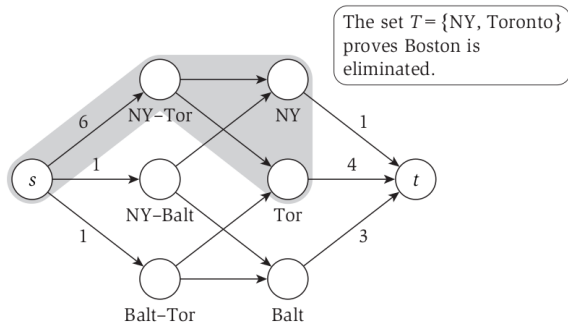 The set T = {NY, Toronto}
proves Boston is
eliminated.
6
NY–Tor
NY
1
s
1
4
t
NY–Balt
Tor
1
3
Balt–Tor
Balt